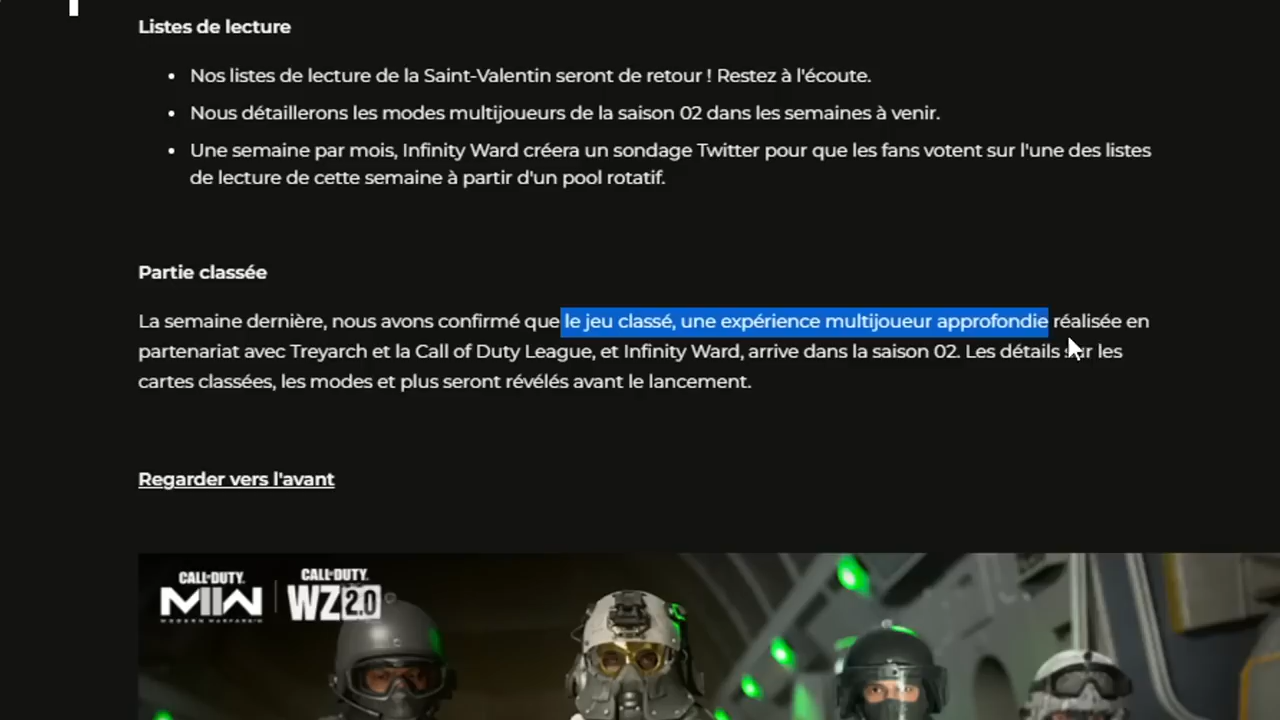 Listes de lecture
• Nos listes de lecture de la Saint-Valentin seront de retour ! Restez à l'écoute.
• Nous détaillerons les modes multijoueurs de la saison 02 dans les semaines à venir.
• Une semaine par mois, Infinity Ward créera un sondage Twitter pour que les fans votent sur l'une des listes
de lecture de cette semaine à partir d'un pool rotatif.
Partie classée
La semaine dernière, nous avons confirmé que le jeu classé, une expérience multijoueur approfondie réalisée en
partenariat avec Treyarch et la Call of Duty League, et Infinity Ward, arrive dans la saison 02. Les détails sur les
cartes classées, les modes et plus seront révélés avant le lancement.
Regarder vers l'avant
CALL OF DUTY
MWII
MODERN WARFARE II
CALL OF DUTY
WZ 2.0